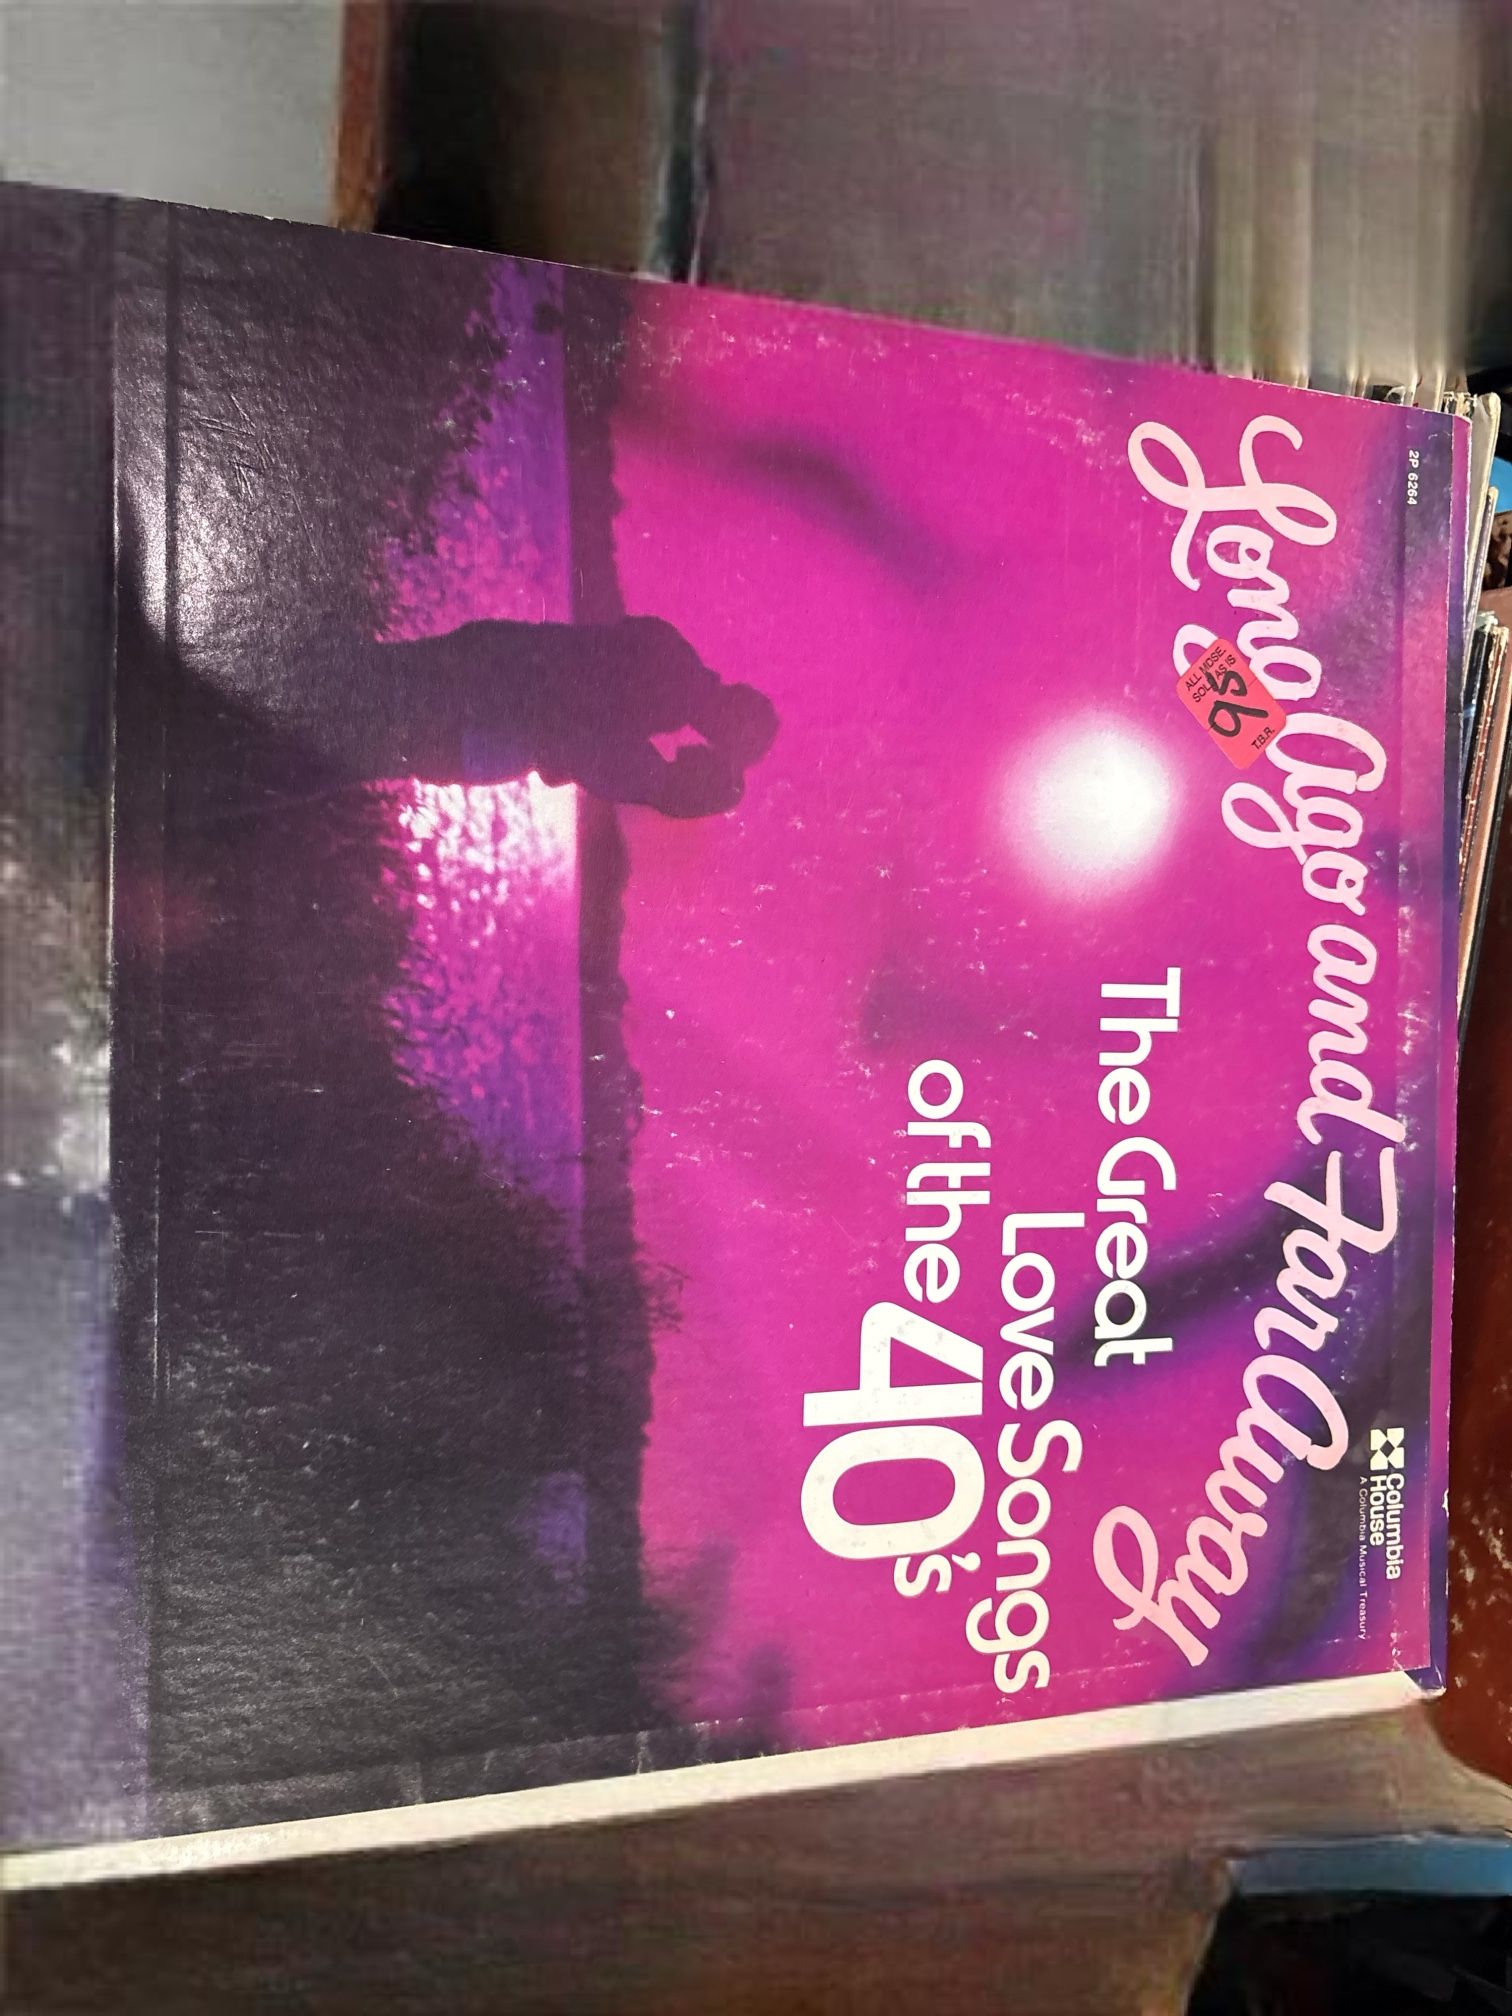 2P 6264
Columbia
House
A Columbia Musical Treasury
Long Ago and Far Away
ALL MDSE.
SOLD AS IS
95
T.B.R.
The Great
Love Songs
of the 40's